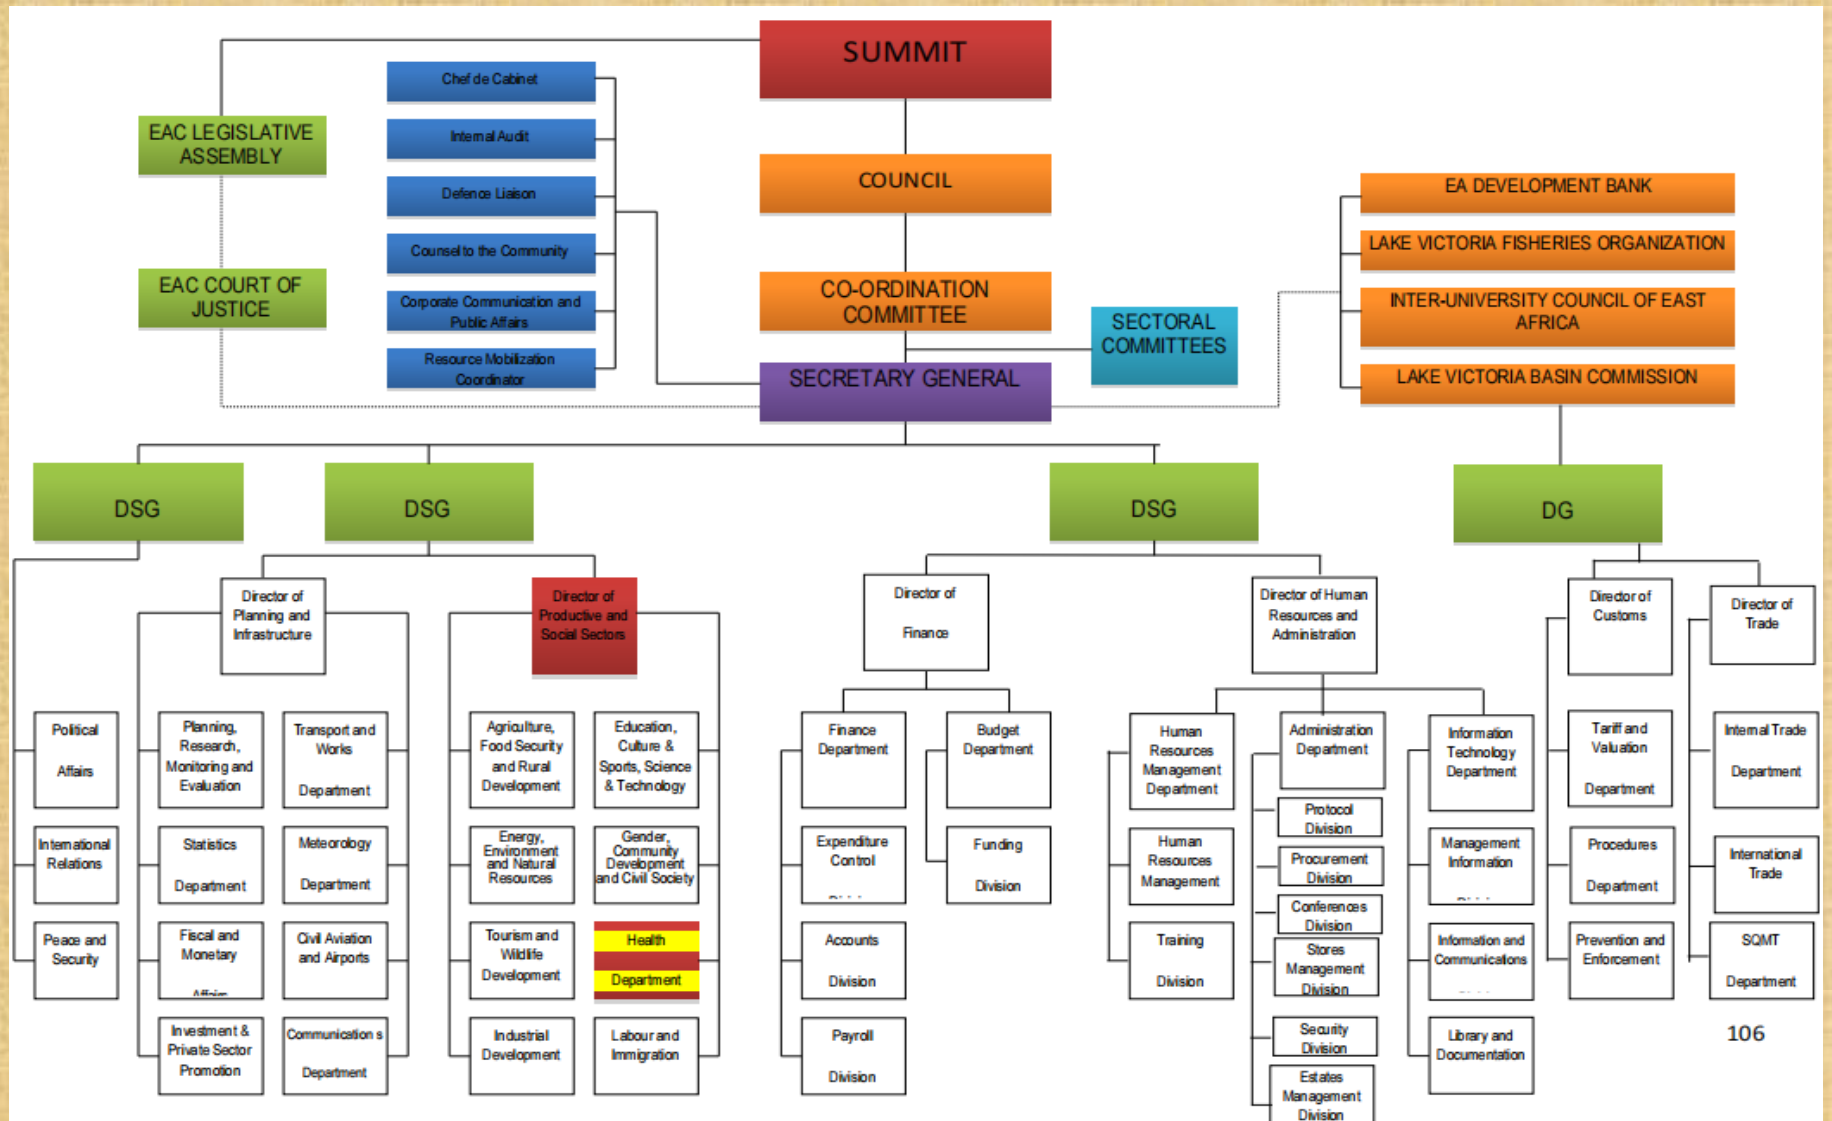 SUMMIT
Chef de Cabinet
EAC LEGISLATIVE
ASSEMBLY
Internal Audit
COUNCIL
EA DEVELOPMENT BANK
Defence Liaison
LAKE VICTORIA FISHERIES ORGANIZATION
Counsel to the Community
EAC COURT OF
JUSTICE
CO-ORDINATION
COMMITTEE
INTER-UNIVERSITY COUNCIL OF EAST
AFRICA
Corporate Communication and
Public Affairs
SECTORAL
COMMITTEES
Resource Mobilization
Coordinator
SECRETARY GENERAL
LAKE VICTORIA BASIN COMMISSION
DSG
DSG
DSG
DG
Director of
Planning and
Infrastructure
Director of
Productive and
Social Sectors
Director of
Finance
Director of Human
Resources and
Administration
Director of
Customs
Director of
Trade
Political
Affairs
Planning,
Research,
Monitoring and
Evaluation
Transport and
Works
Department
Agriculture,
Food Security
and Rural
Development
Education,
Culture &
Sports, Science
& Technology
Finance
Department
Budget
Department
Human
Resources
Management
Department
Administration
Department
Information
Technology
Department
Tariff and
Valuation
Department
Internal Trade
Department
Protocol
Division
International
Relations
Statistics
Department
Meteorology
Department
Energy,
Environment
and Natural
Resources
Gender,
Community
Development
and Civil Society
Expenditure
Control
Division
Funding
Division
Human
Resources
Management
Procurement
Division
Management
Information
Procedures
Department
International
Trade
Conferences
Division
Peace and
Security
Fiscal and
Monetary
Affairs
Civil Aviation
and Airports
Tourism and
Wildlife
Development
Health
Department
Accounts
Division
Training
Division
Stores
Management
Division
Information and
Communications
Prevention and
Enforcement
SQMT
Department
Investment &
Private Sector
Promotion
Communication s
Department
Industrial
Development
Labour and
Immigration
Payroll
Division
Security
Division
Library and
Documentation
Estates
Management
Division
106